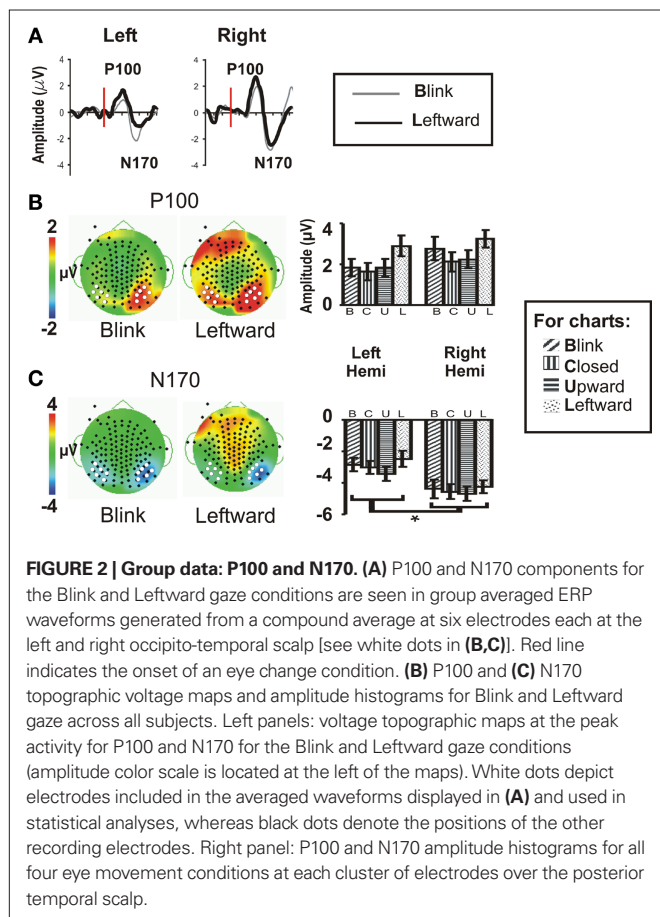 A
Left
Right
P100
P100
4
2
0
-2
-4
4
2
0
-2
-4
Amplitude (µV)
N170
N170
Blink
Leftward
B
P100
2
µV
-2
Blink
Leftward
4
2
0
Amplitude (µV)
B C U L B C U L
Left Hemi
Right Hemi
For charts:
Blink
Closed
Upward
Leftward
C
N170
4
µV
-4
Blink
Leftward
0
-2
-4
-6
B C U L B C U L
*
FIGURE 2 | Group data: P100 and N170. (A) P100 and N170 components for
the Blink and Leftward gaze conditions are seen in group averaged ERP
waveforms generated from a compound average at six electrodes each at the
left and right occipito-temporal scalp [see white dots in (B,C)]. Red line
indicates the onset of an eye change condition. (B) P100 and (C) N170
topographic voltage maps and amplitude histograms for Blink and Leftward
gaze across all subjects. Left panels: voltage topographic maps at the peak
activity for P100 and N170 for the Blink and Leftward gaze conditions
(amplitude color scale is located at the left of the maps). White dots depict
electrodes included in the averaged waveforms displayed in (A) and used in
statistical analyses, whereas black dots denote the positions of the other
recording electrodes. Right panel: P100 and N170 amplitude histograms for all
four eye movement conditions at each cluster of electrodes over the posterior
temporal scalp.